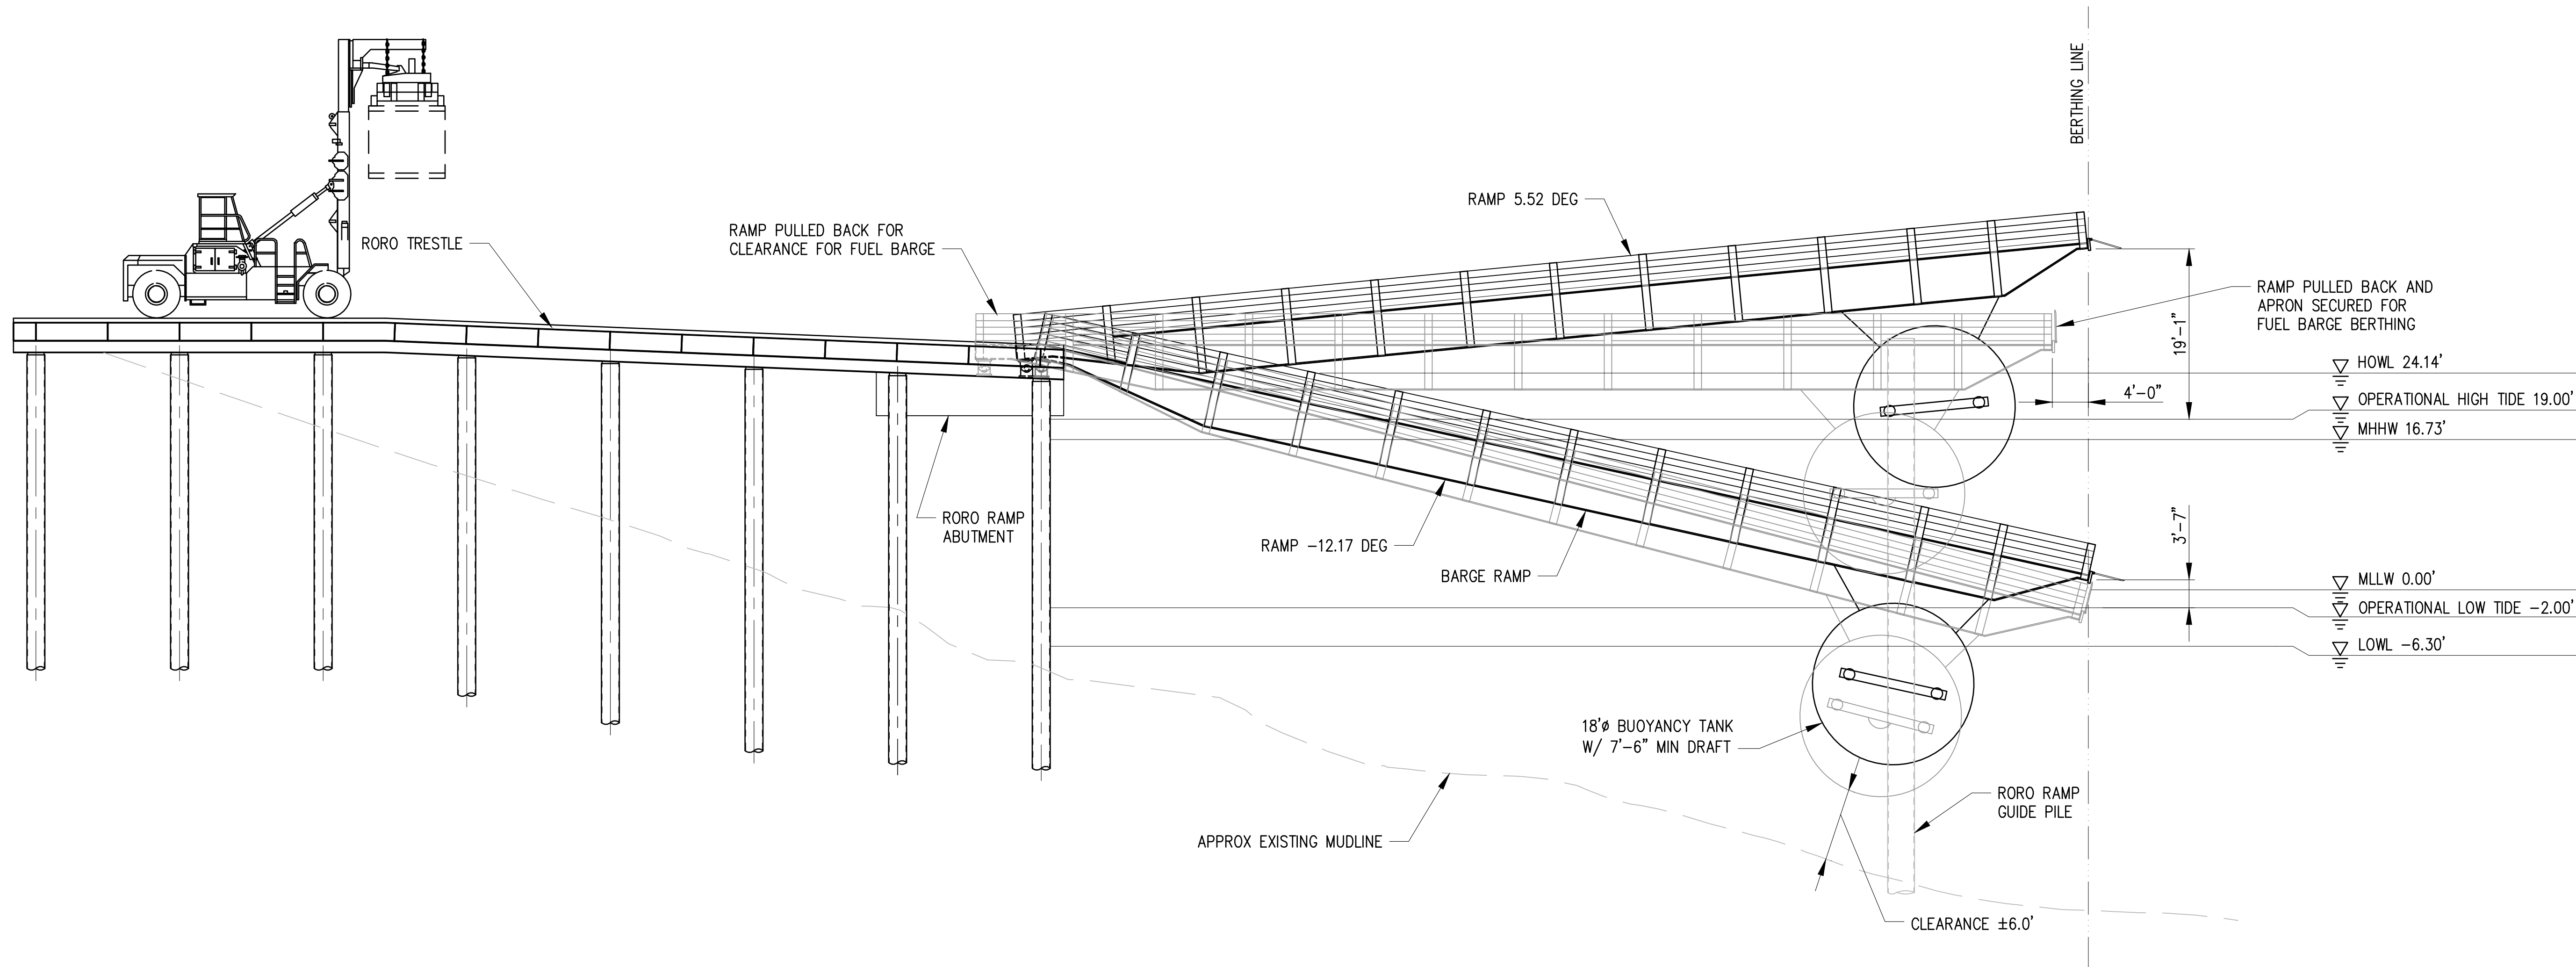 BERTHING LINE
RAMP 5.52 DEG
RAMP PULLED BACK FOR
CLEARANCE FOR FUEL BARGE
RORO TRESTLE
RAMP PULLED BACK AND
APRON SECURED FOR
FUEL BARGE BERTHING
19'-1"
HOWL 24.14'
4'-0"
OPERATIONAL HIGH TIDE 19.00'
MHHW 16.73'
RORO RAMP
ABUTMENT
RAMP -12.17 DEG
BARGE RAMP
3'-7"
MLLW 0.00'
OPERATIONAL LOW TIDE -2.00'
LOWL -6.30'
18'ø BUOYANCY TANK
W/ 7'-6" MIN DRAFT
RORO RAMP
GUIDE PILE
APPROX EXISTING MUDLINE
CLEARANCE ±6.0'